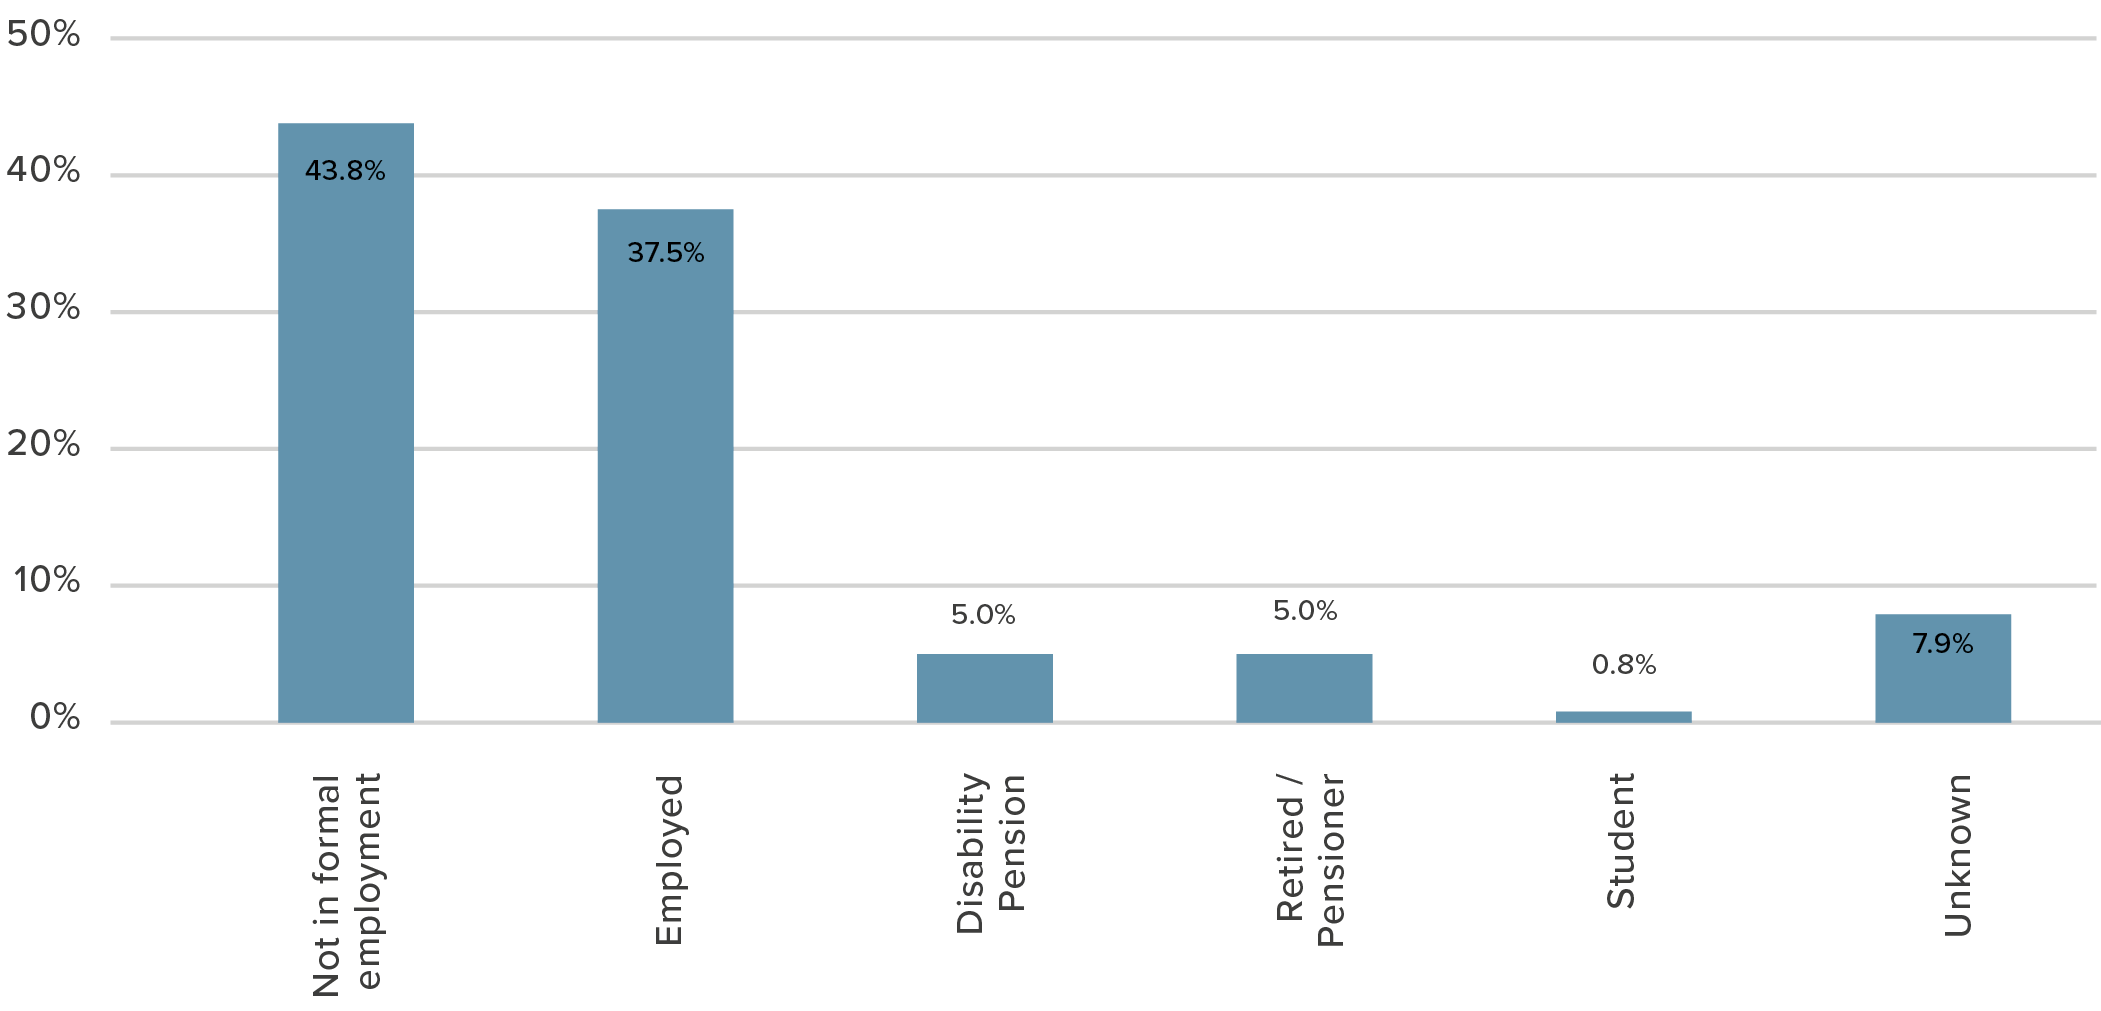 50%
40%
30%
20%
10%
0%
43.8%
37.5%
5.0%
5.0%
0.8%
7.9%
Not in formal
employment
Employed
Disability
Pension
Retired /
Pensioner
Student
Unknown